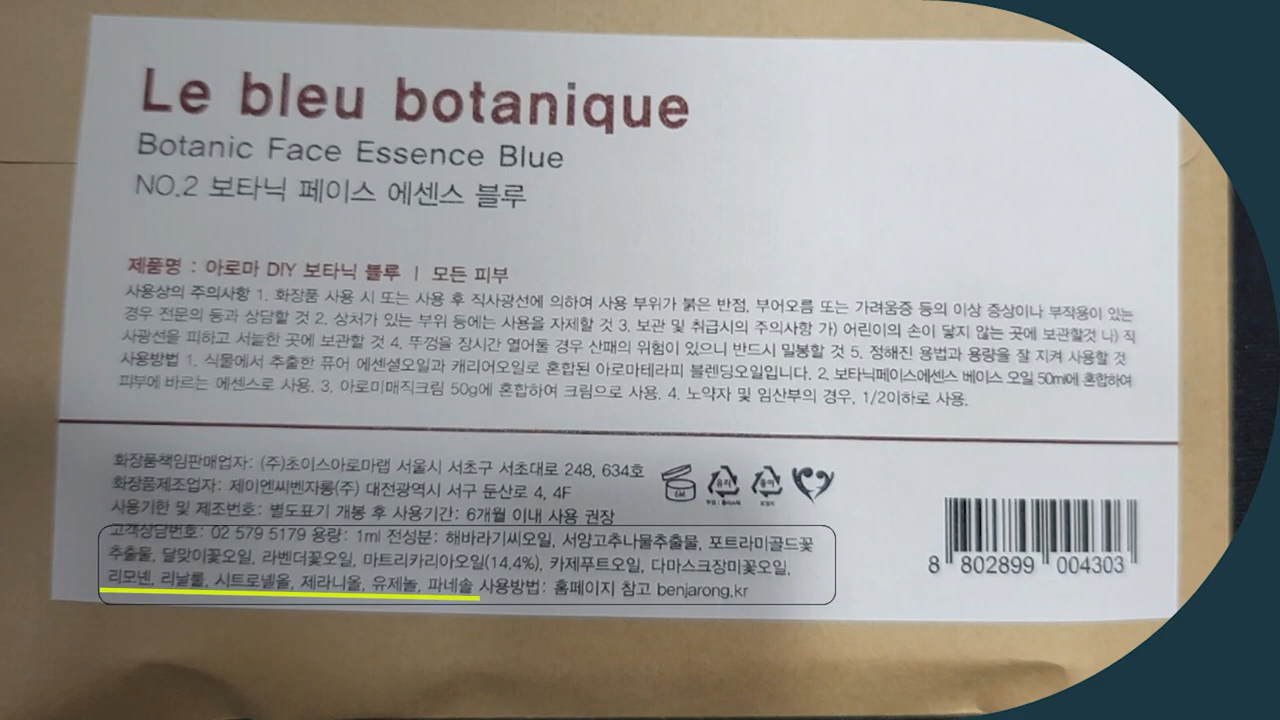 Le bleu botanique
Botanic Face Essence Blue
NO.2 보타닉 페이스 에센스 블루
제품명 : 아로마 DIY 보타닉 블루 | 모든 피부
사용상의 주의사항 1. 화장품 사용 시 또는 사용 후 직사광선에 의하여 사용 부위가 붉은 반점, 부어오름 또는 가려움증 등의 이상 증상이나 부작용이 있는
경우 전문의 등과 상담할 것 2. 상처가 있는 부위 등에는 사용을 자제할 것 3. 보관 및 취급시의 주의사항 가) 어린이의 손이 닿지 않는 곳에 보관할것 나) 직
사광선을 피하고 서늘한 곳에 보관할 것 4. 뚜껑을 장시간 열어둘 경우 산패의 위험이 있으니 반드시 밀봉할 것 5. 정해진 용법과 용량을 잘 지켜 사용할 것
사용방법 1. 식물에서 추출한 퓨어 에센셜오일과 캐리어오일로 혼합된 아로마테라피 블렌딩오일입니다. 2. 보타닉페이스에센스 베이스 오일 50ml에 혼합하여
피부에 바르는 에센스로 사용. 3. 아로미매직크림 50g에 혼합하여 크림으로 사용. 4. 노약자 및 임산부의 경우, 1/2이하로 사용.
화장품책임판매업자: (주)초이스아로마랩 서울시 서초구 서초대로 248, 634호
화장품제조업자: 제이엔씨벤자롱(주) 대전광역시 서구 둔산로 4, 4F
사용기한 및 제조번호: 별도표기 개봉 후 사용기간: 6개월 이내 사용 권장
고객상담번호: 02 579 5179 용량: 1ml 전성분: 해바라기씨오일, 서양고추나물추출물, 포트라미골드꽃
추출물, 달맞이꽃오일, 라벤더꽃오일, 마트리카리아오일(14.4%), 카제푸트오일, 다마스크장미꽃오일,
리모넨, 리날룰, 시트로넬올, 제라니올, 유제놀, 파네솔 사용방법: 홈페이지 참고 benjarong.kr
6M
8 802899 004303